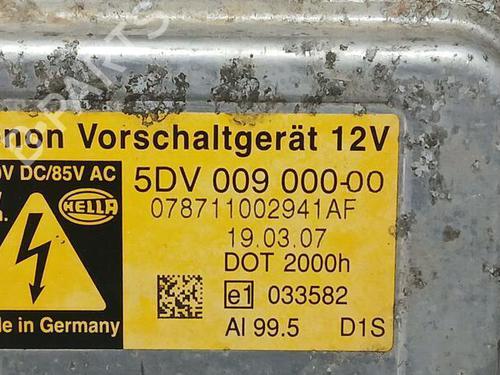 non Vorschaltgerät 12V
V DC/85V AC
HELLA
5DV 009 000-00
078711002941AF
19.03.07
DOT 2000h
e1 033582
Al 99.5 D1S
de in Germany